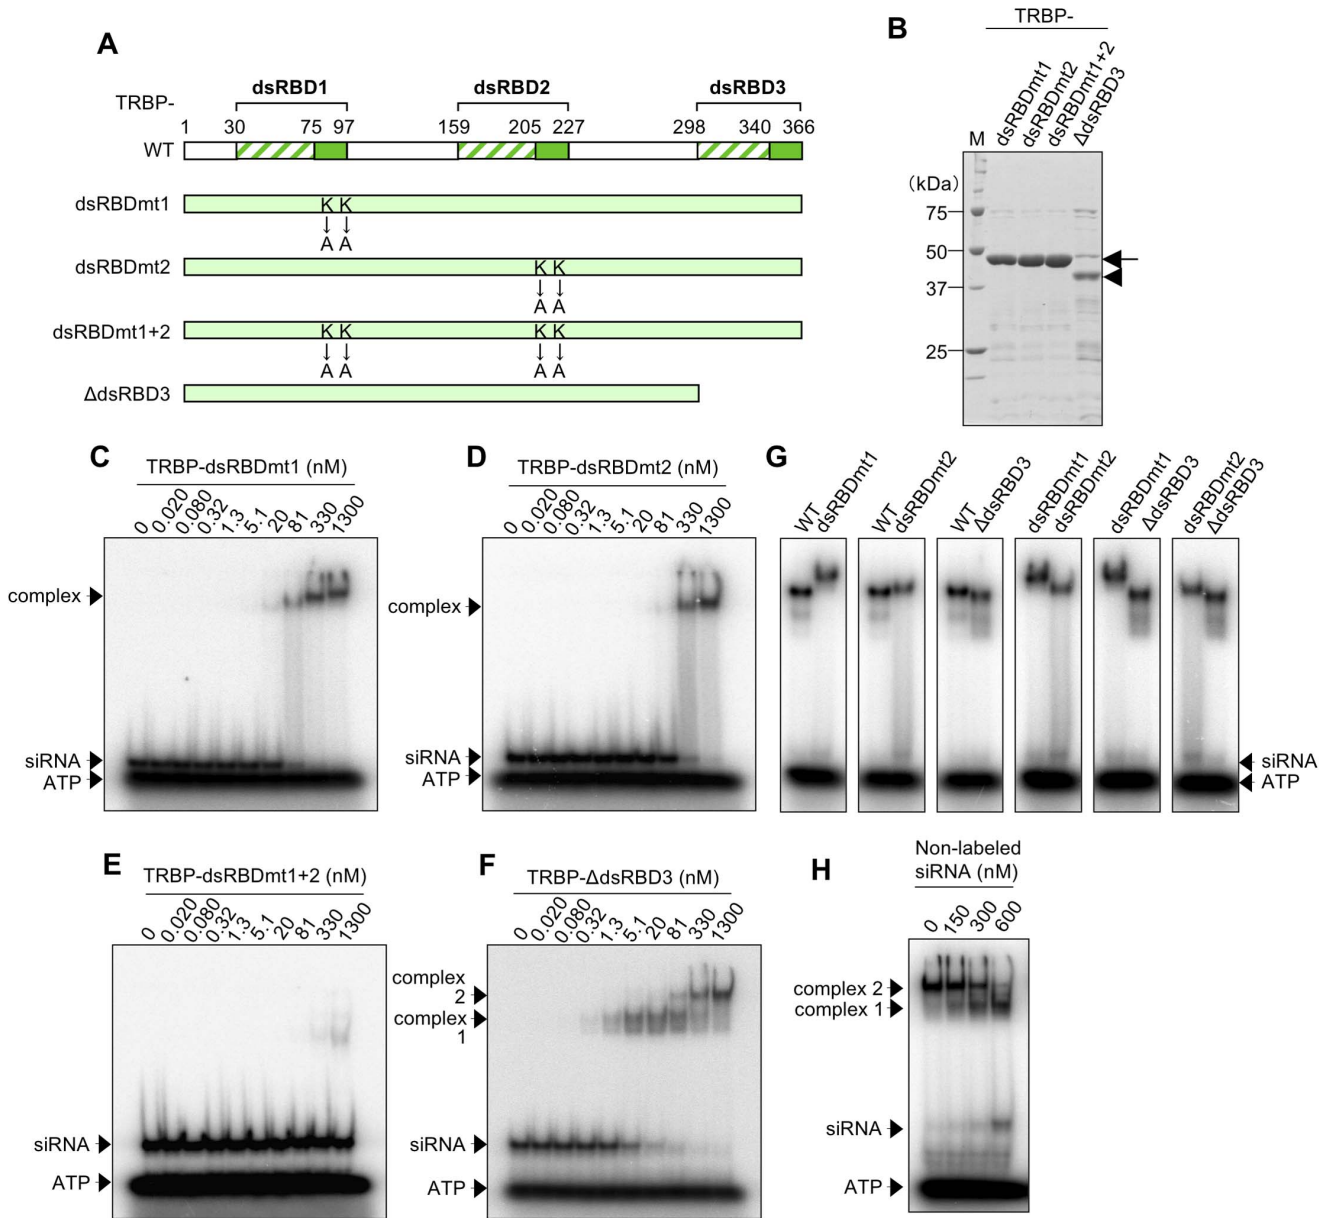 A
TRBP-
dsRBD1
dsRBD2
dsRBD3
1 30 75 97 159 205 227 298 340 366
WT
dsRBDmt1
K K
A A
dsRBDmt2
K K
A A
dsRBDmt1+2
K K K K
A A A A
ΔdsRBD3
B
TRBP-
M dsRBDmt1 dsRBDmt2 dsRBDmt1+2 ΔdsRBD3
(kDa)
75
50
37
25
C
TRBP-dsRBDmt1 (nM)
0 0.020 0.080 0.32 1.3 5.1 20 81 330 1300
complex
siRNA
ATP
D
TRBP-dsRBDmt2 (nM)
0 0.020 0.080 0.32 1.3 5.1 20 81 330 1300
complex
siRNA
ATP
G
WT dsRBDmt1
WT dsRBDmt2
WT ΔdsRBD3
dsRBDmt1 dsRBDmt2
dsRBDmt1 ΔdsRBD3
dsRBDmt2 ΔdsRBD3
siRNA
ATP
E
TRBP-dsRBDmt1+2 (nM)
0 0.020 0.080 0.32 1.3 5.1 20 81 330 1300
siRNA
ATP
F
TRBP-ΔdsRBD3 (nM)
0 0.020 0.080 0.32 1.3 5.1 20 81 330 1300
complex
2
complex
1
siRNA
ATP
H
Non-labeled
siRNA (nM)
0 150 300 600
complex 2
complex 1
siRNA
ATP